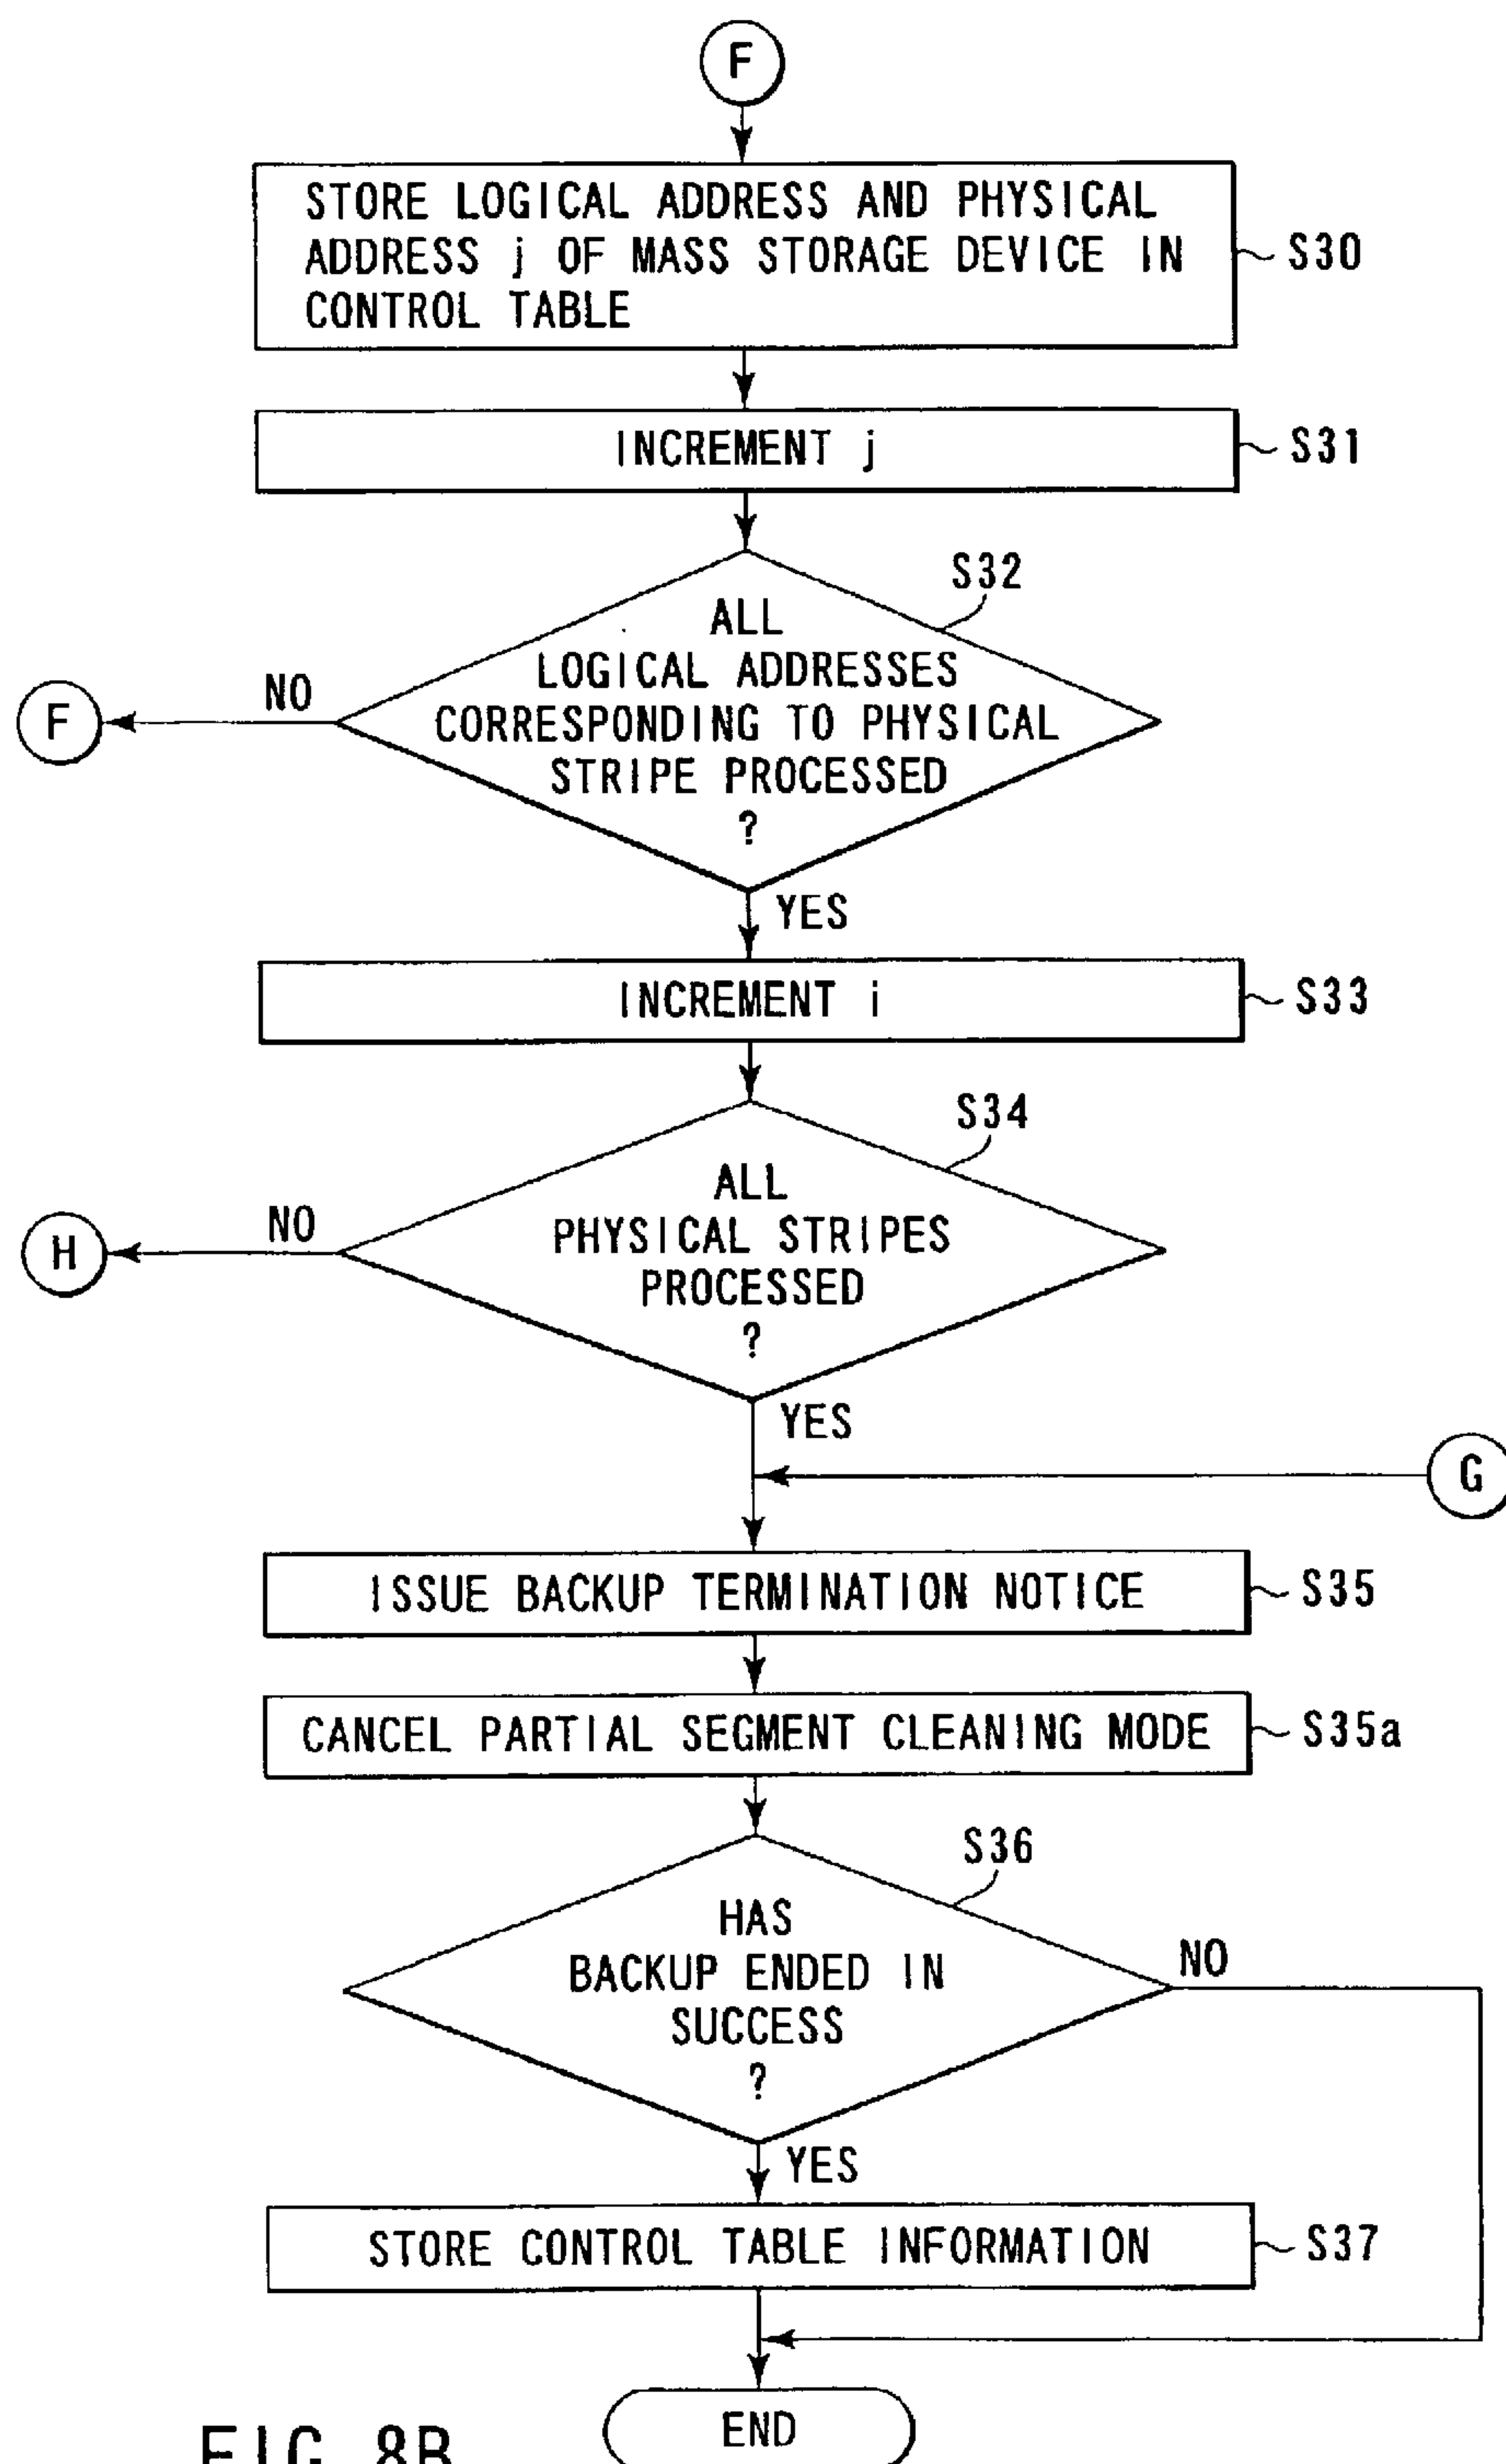 F
STORE LOGICAL ADDRESS AND PHYSICAL
ADDRESS j OF MASS STORAGE DEVICE IN
CONTROL TABLE
S30
INCREMENT j
S31
S32
ALL
LOGICAL ADDRESSES
CORRESPONDING TO PHYSICAL
STRIPE PROCESSED
?
NO
F
YES
INCREMENT i
S33
S34
ALL
PHYSICAL STRIPES
PROCESSED
?
NO
H
YES
G
ISSUE BACKUP TERMINATION NOTICE
S35
CANCEL PARTIAL SEGMENT CLEANING MODE
S35a
S36
HAS
BACKUP ENDED IN
SUCCESS
?
NO
YES
STORE CONTROL TABLE INFORMATION
S37
END
FIG. 8B